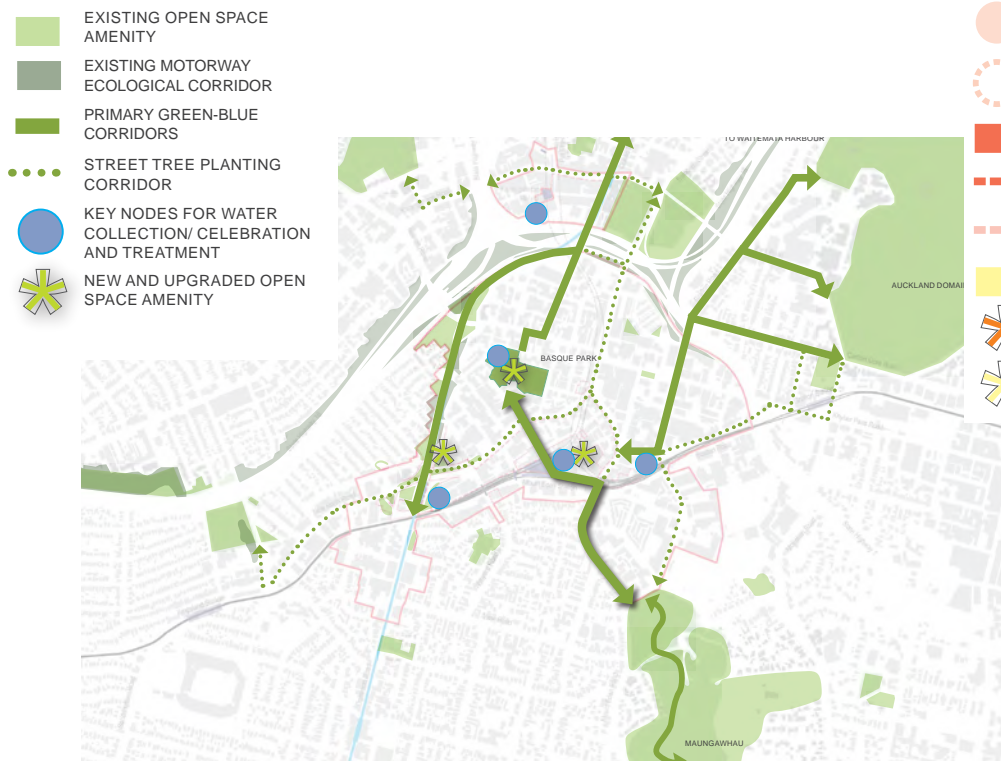 EXISTING OPEN SPACE
AMENITY
EXISTING MOTORWAY
ECOLOGICAL CORRIDOR
PRIMARY GREEN-BLUE
CORRIDORS
STREET TREE PLANTING
CORRIDOR
KEY NODES FOR WATER
COLLECTION/ CELEBRATION
AND TREATMENT
NEW AND UPGRADED OPEN
SPACE AMENITY
TO WAITEMATA HARBOUR
AUCKLAND DOMAI
BASQUE PARK
MAUNGAWHAU